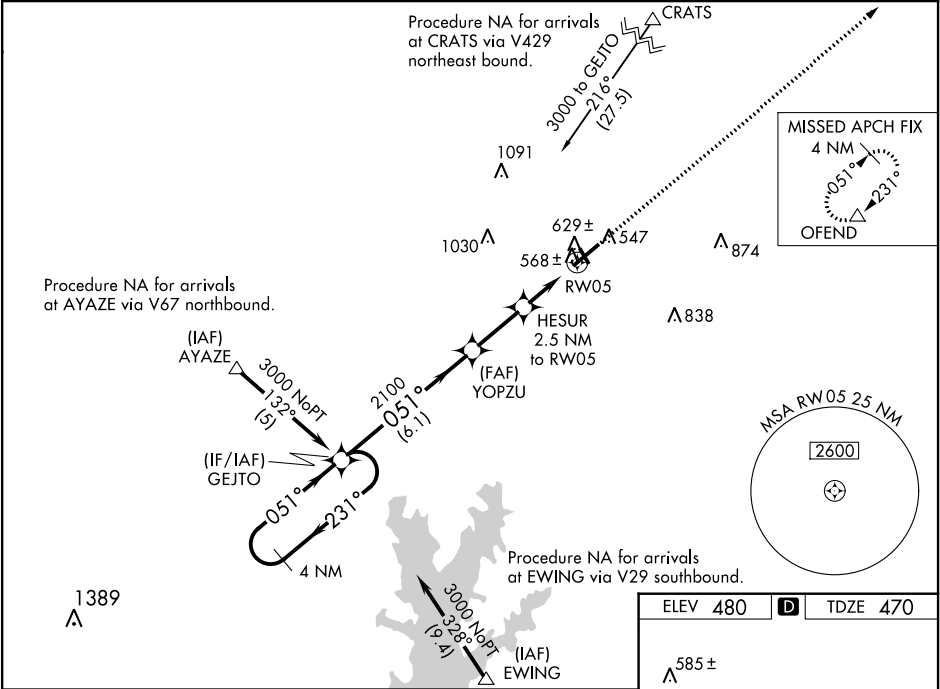 Procedure NA for arrivals
at CRATS via V429
northeast bound.
CRATS
3000 to GEJTO
216°
(27.5)
MISSED APCH FIX
4 NM
051°
231°
OFEND
1091
1030
629±
547
568±
874
RW05
838
HESUR
2.5 NM
to RW05
Procedure NA for arrivals
at AYAZE via V67 northbound.
(IAF)
AYAZE
3000 NoPT
132°
(5)
(FAF)
YOPZU
2100
051°
(6.1)
(IF/IAF)
GEJTO
051°
231°
4 NM
MSA RW05 25 NM
2600
Procedure NA for arrivals
at EWING via V29 southbound.
3000 NoPT
328°
(9.4)
(IAF)
EWING
1389
ELEV 480 D TDZE 470
585±